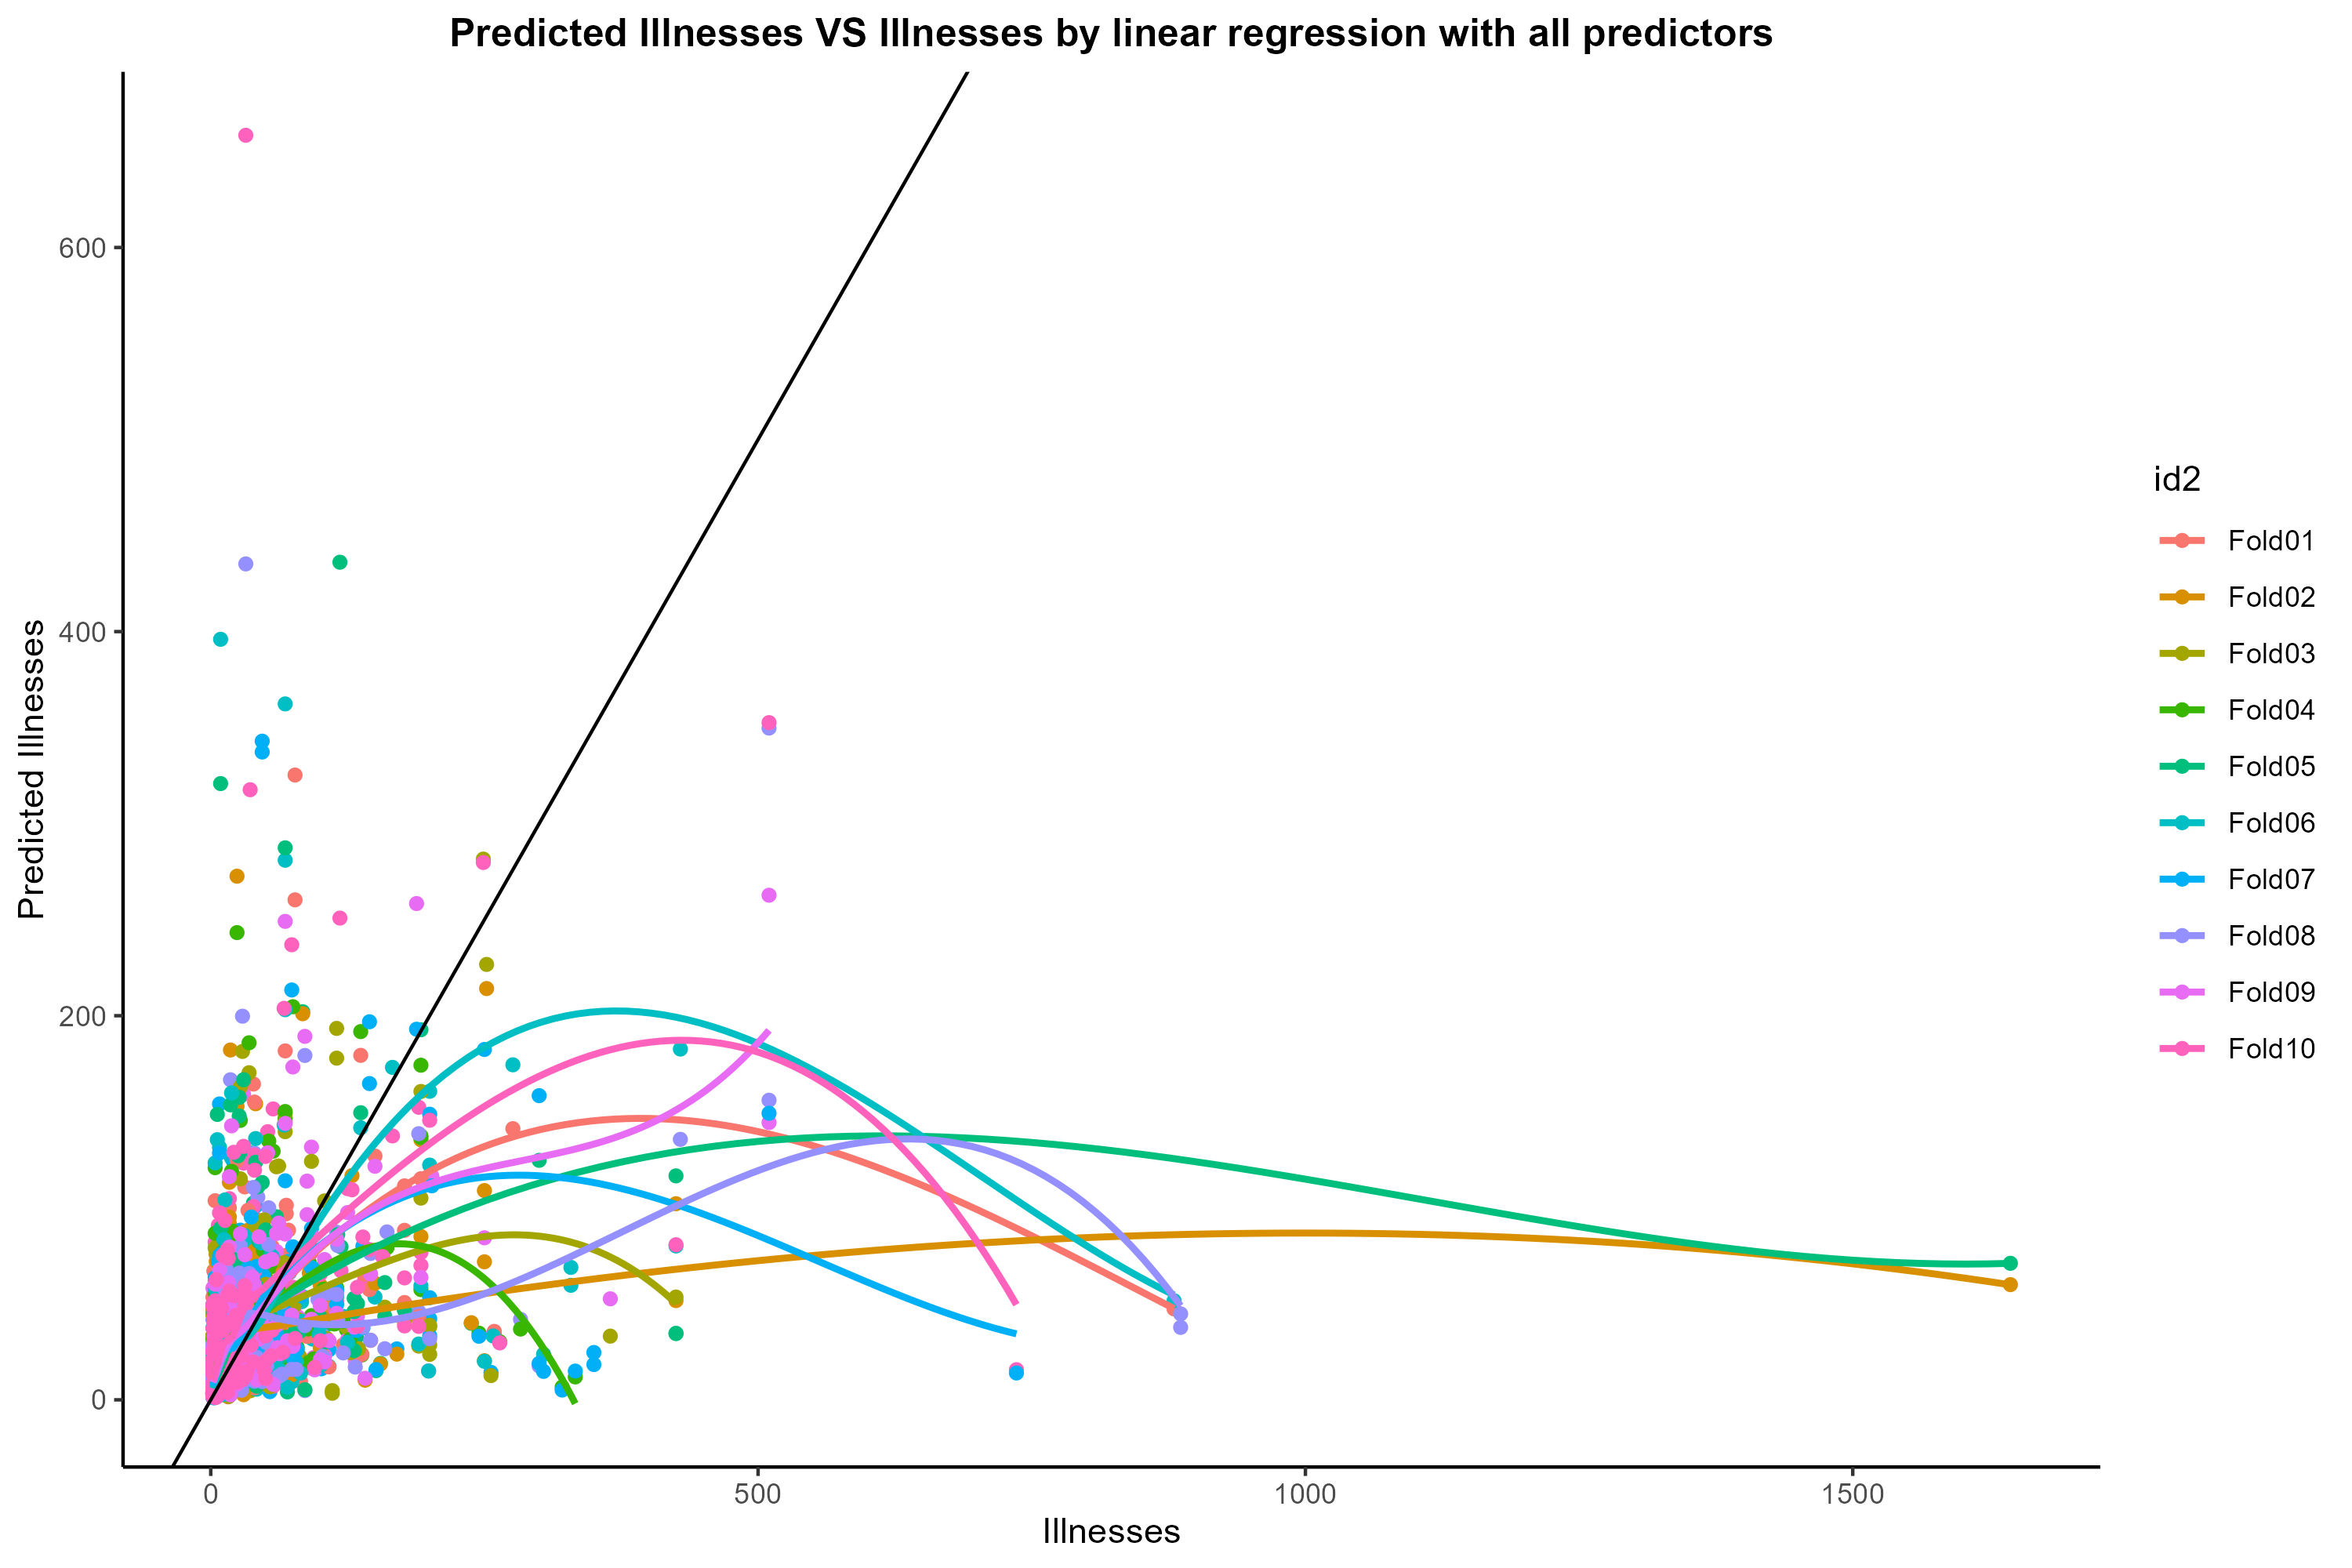 Predicted Illnesses VS Illnesses by linear regression with all predictors
Predicted Illnesses
600
400
200
0
0
500
1000
1500
Illnesses
id2
Fold01
Fold02
Fold03
Fold04
Fold05
Fold06
Fold07
Fold08
Fold09
Fold10